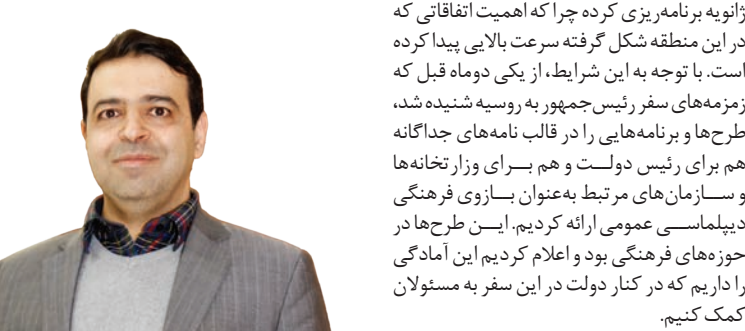 ژانویه برنامه‌ریزی کرده چرا که اهمیت اتفاقاتی که
در این منطقه شکل گرفته سرعت بالایی پیدا کرده
است. با توجه به این شرایط، از یکی دوماه قبل که
زمزمه‌های سفر رئیس‌جمهور به روسیه شنیده شد،
طرح‌ها و برنامه‌هایی را در قالب نامه‌های جداگانه
هم برای رئیس دولت و هم برای وزارتخانه‌ها
و سازمان‌های مرتبط به‌عنوان بازوی فرهنگی
دیپلماسی عمومی ارائه کردیم. این طرح‌ها در
حوزه‌های فرهنگی بود و اعلام کردیم این آمادگی
را داریم که در کنار دولت در این سفر به مسئولان
کمک کنیم.